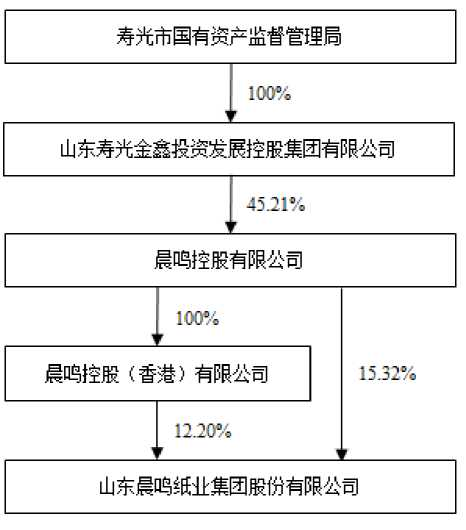 寿光市国有资产监督管理局
100%
山东寿光金鑫投资发展控股集团有限公司
45.21%
晨鸣控股有限公司
100%
晨鸣控股（香港）有限公司
15.32%
12.20%
山东晨鸣纸业集团股份有限公司